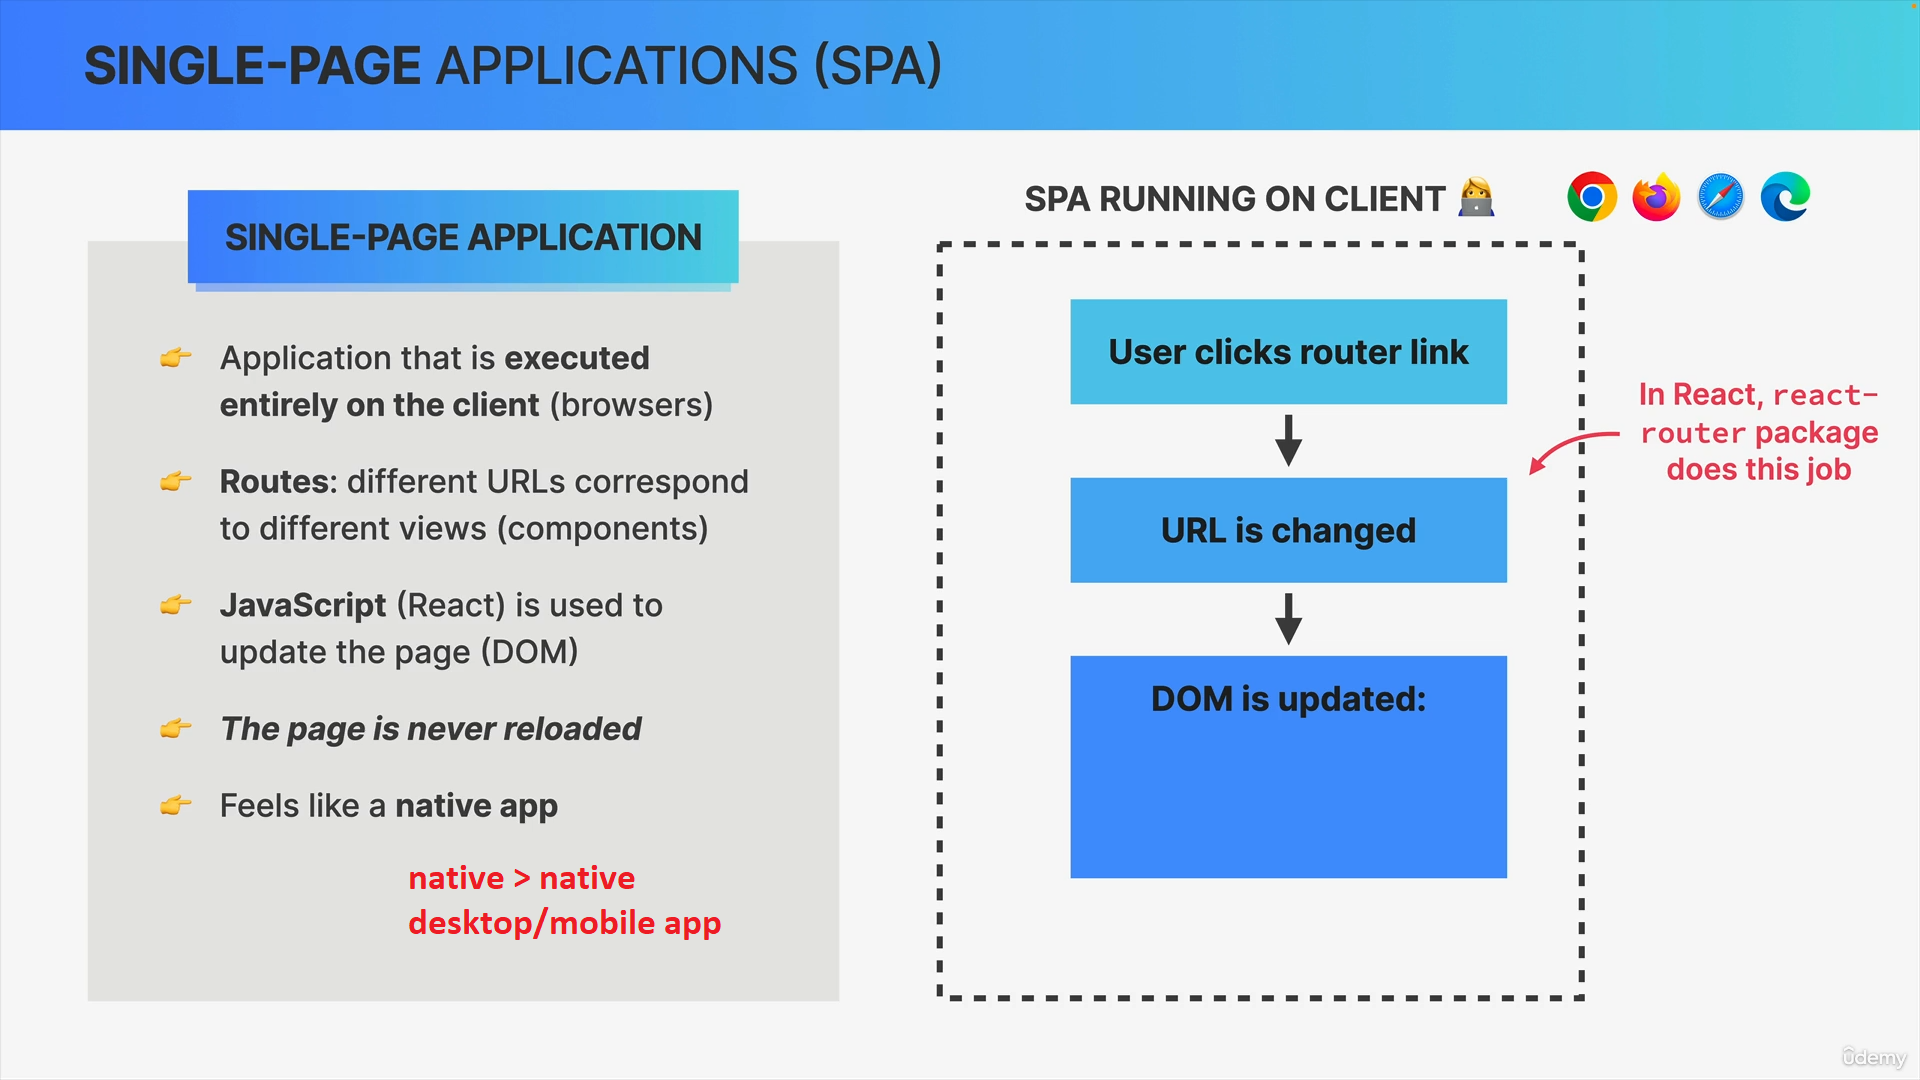 SINGLE-PAGE APPLICATIONS (SPA)
SINGLE-PAGE APPLICATION
Application that is executed
entirely on the client (browsers)
Routes: different URLs correspond
to different views (components)
JavaScript (React) is used to
update the page (DOM)
The page is never reloaded
Feels like a native app
native > native
desktop/mobile app
SPA RUNNING ON CLIENT
User clicks router link
URL is changed
DOM is updated:
In React, react-
router package
does this job
ûdemy